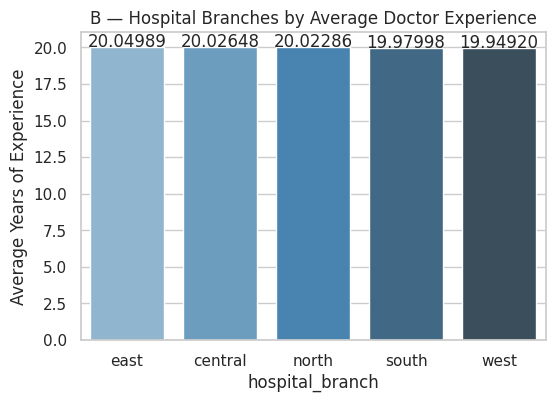 B — Hospital Branches by Average Doctor Experience
20.04989 20.02648 20.02286 19.97998 19.94920
Average Years of Experience
20.0
17.5
15.0
12.5
10.0
7.5
5.0
2.5
0.0
east central north south west
hospital_branch